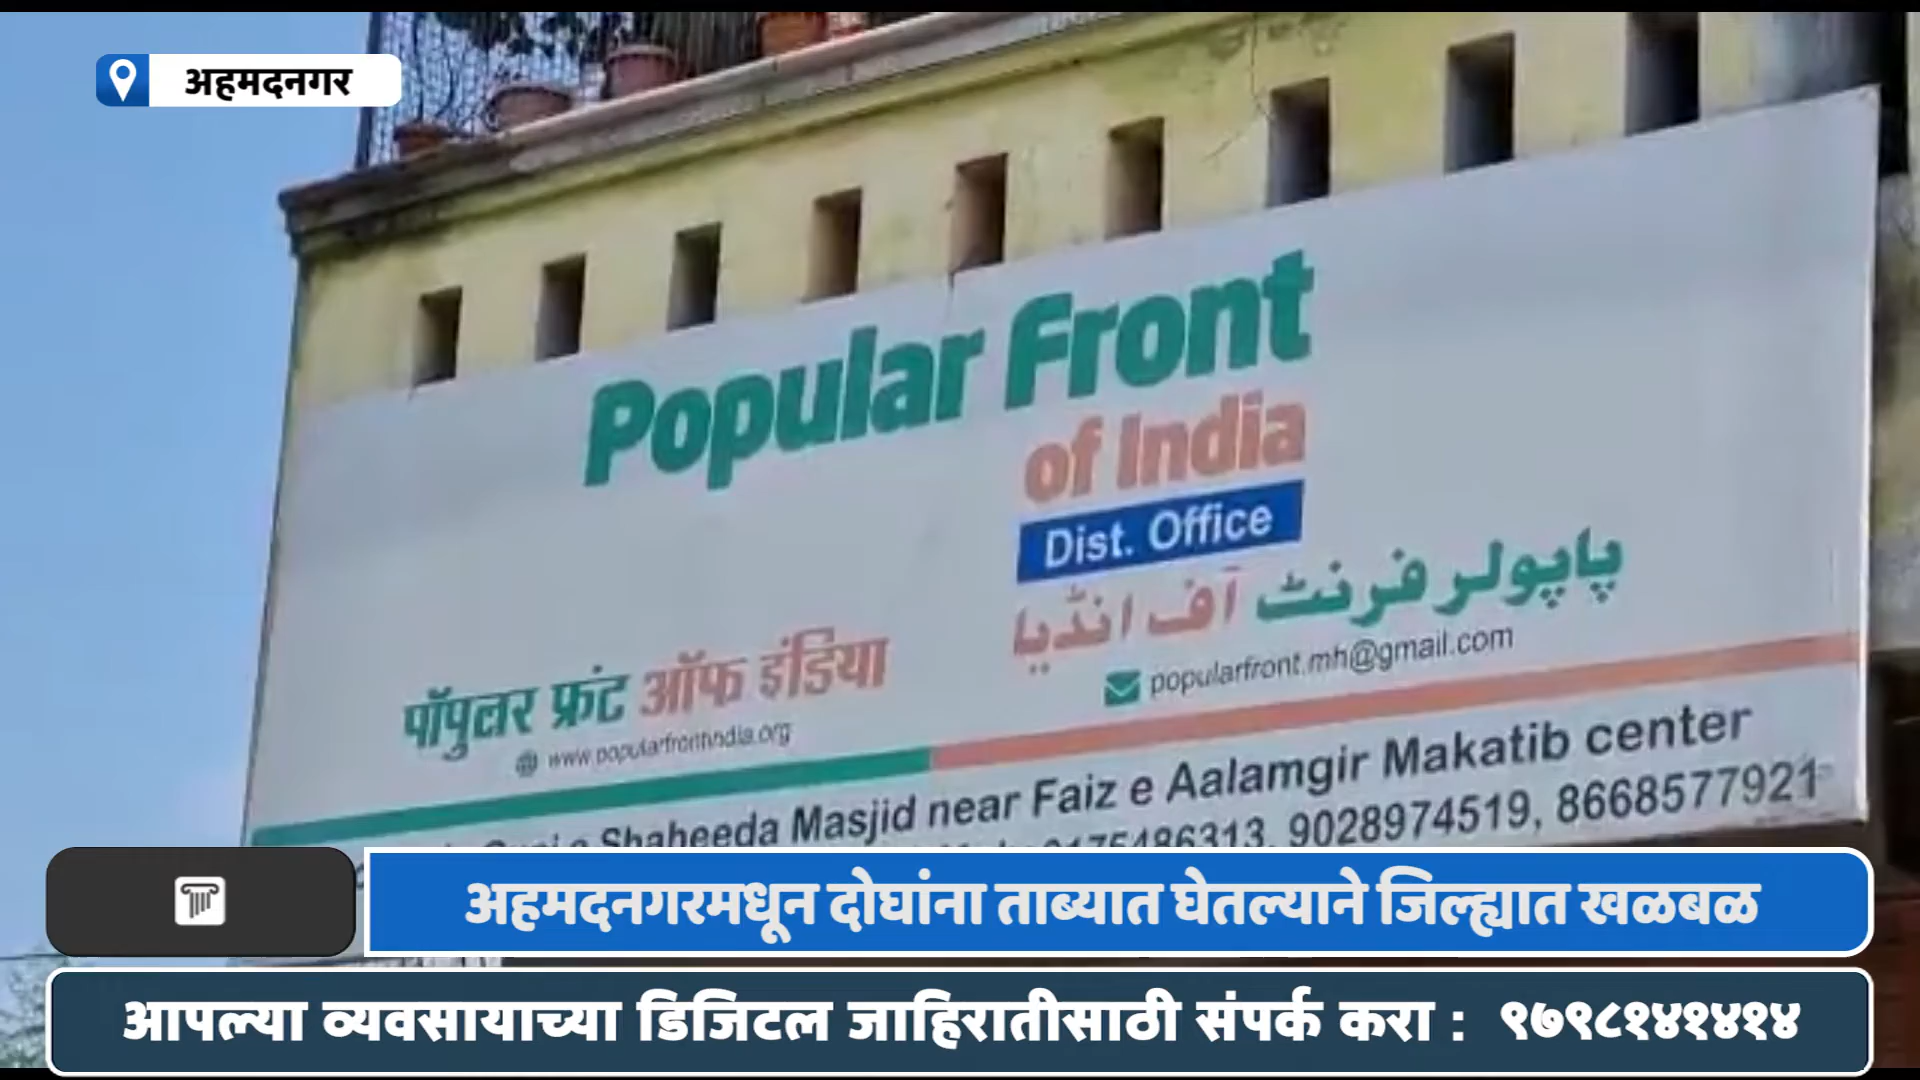 अहमदनगर
Popular Front
of India
Dist. Office
پاپولر فرنٹ آف انڈیا
पॉपुलर फ्रंट ऑफ इंडिया
www.popularfrontindia.org
popularfront.mh@gmail.com
Shaheeda Masjid near Faiz e Aalamgir Makatib center
9175486313, 9028974519, 8668577921
अहमदनगरमधून दोघांना ताब्यात घेतल्याने जिल्ह्यात खळबळ
आपल्या व्यवसायाच्या डिजिटल जाहिरातीसाठी संपर्क करा : ९७९८१४१४१४